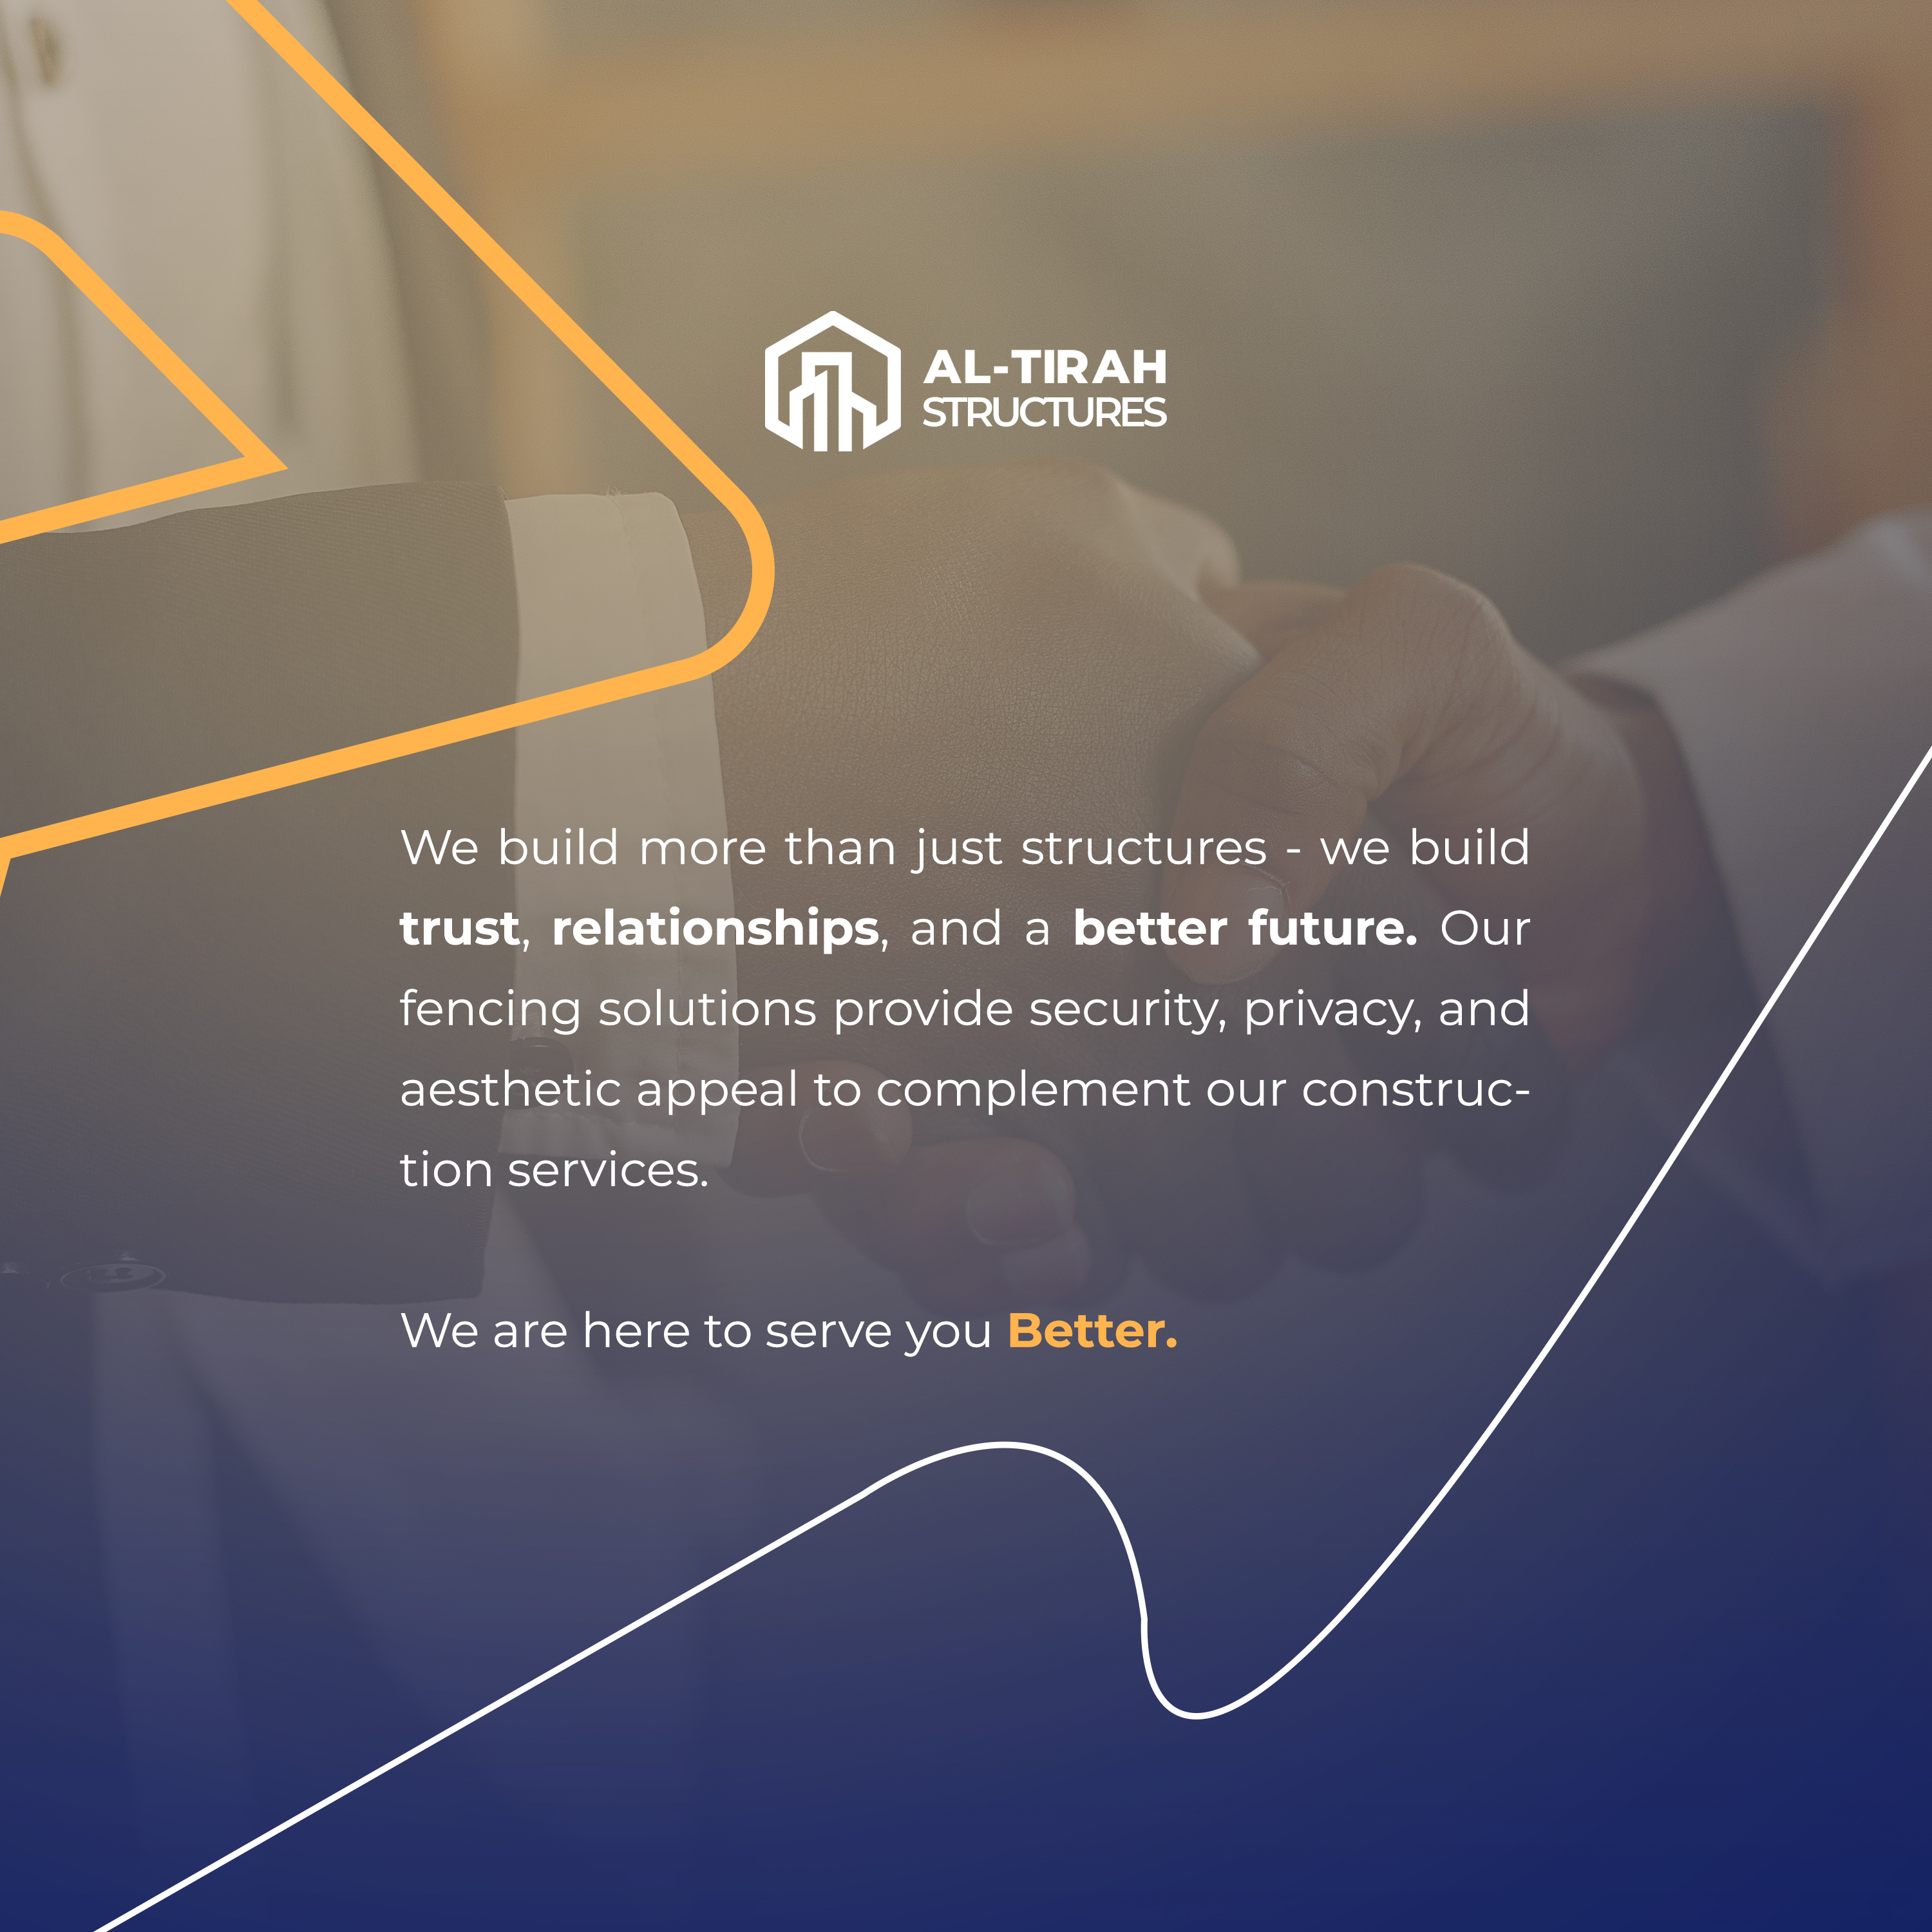 AL-TIRAH
STRUCTURES
We build more than just structures - we build
trust, relationships, and a better future. Our
fencing solutions provide security, privacy, and
aesthetic appeal to complement our construc-
tion services.
We are here to serve you Better.